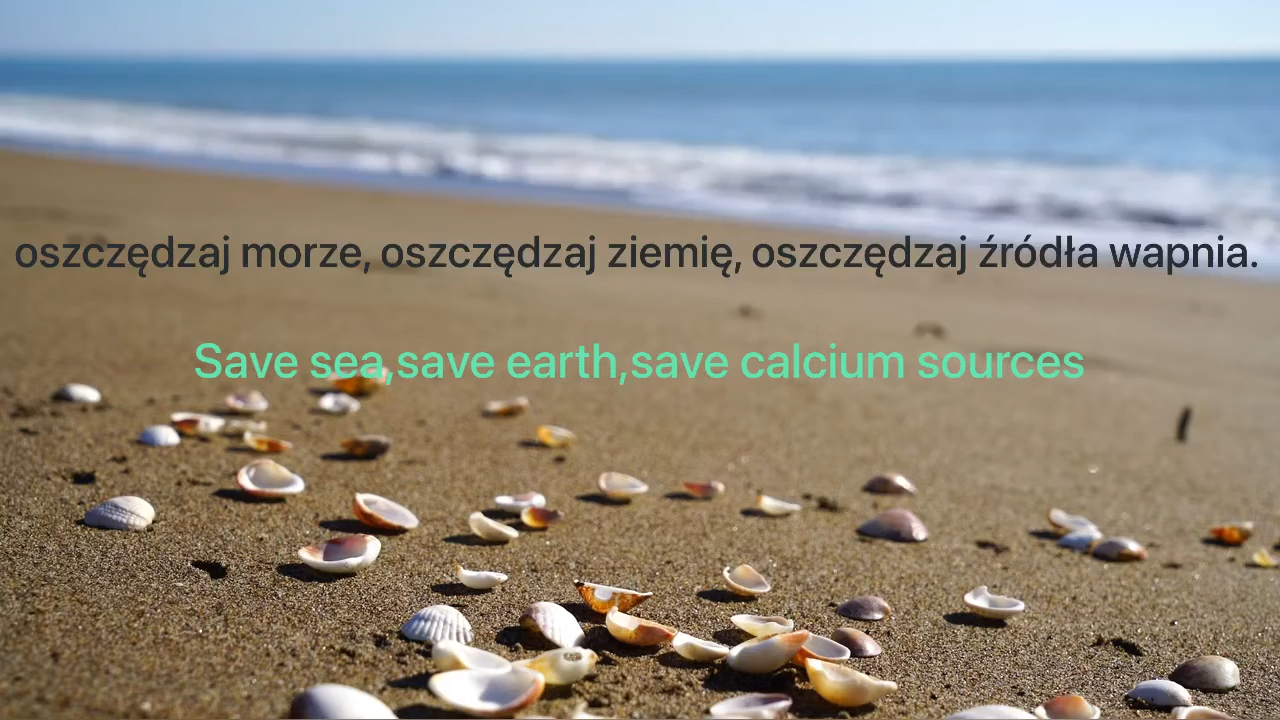 oszczędzaj morze, oszczędzaj ziemię, oszczędzaj źródła wapnia.
Save sea,save earth,save calcium sources